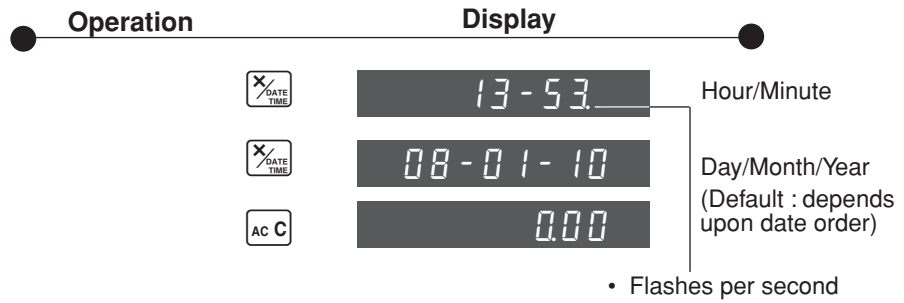 Operation Display
X/DATE TIME 13-53. Hour/Minute
X/DATE TIME 08-01-10 Day/Month/Year
(Default : depends
upon date order)
AC C 0.00
• Flashes per second